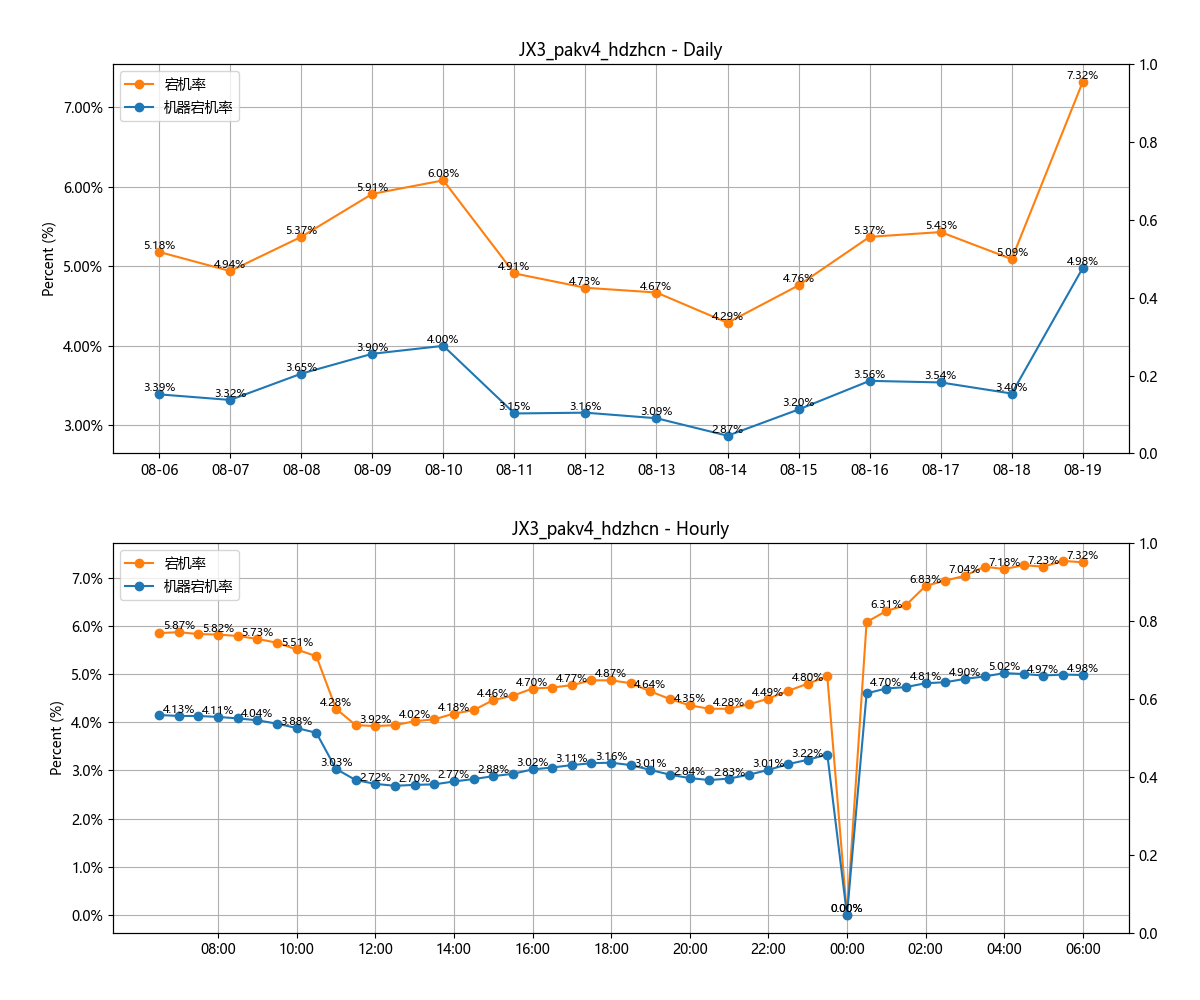 JX3_pakv4_hdzhcn - Daily
宕机率
机器宕机率
Percent (%)
7.00%
6.00%
5.00%
4.00%
3.00%
1.0
0.8
0.6
0.4
0.2
0.0
5.18% 4.94% 5.37% 5.91% 6.08% 4.91% 4.73% 4.67% 4.29% 4.76% 5.37% 5.43% 5.09% 7.32%
3.39% 3.32% 3.65% 3.90% 4.00% 3.15% 3.16% 3.09% 2.87% 3.20% 3.56% 3.54% 3.40% 4.98%
08-06 08-07 08-08 08-09 08-10 08-11 08-12 08-13 08-14 08-15 08-16 08-17 08-18 08-19
JX3_pakv4_hdzhcn - Hourly
宕机率
机器宕机率
Percent (%)
7.0%
6.0%
5.0%
4.0%
3.0%
2.0%
1.0%
0.0%
1.0
0.8
0.6
0.4
0.2
0.0
5.87% 5.82% 5.73% 5.51% 4.28% 3.92% 4.02% 4.18% 4.46% 4.70% 4.77% 4.87% 4.64% 4.35% 4.28% 4.49% 4.80% 0.00% 6.31% 6.83% 7.04% 7.18% 7.23% 7.32%
4.13% 4.11% 4.04% 3.88% 3.03% 2.72% 2.70% 2.77% 2.88% 3.02% 3.11% 3.16% 3.01% 2.84% 2.83% 3.01% 3.22% 0.00% 4.70% 4.81% 4.90% 5.02% 4.97% 4.98%
08:00 10:00 12:00 14:00 16:00 18:00 20:00 22:00 00:00 02:00 04:00 06:00